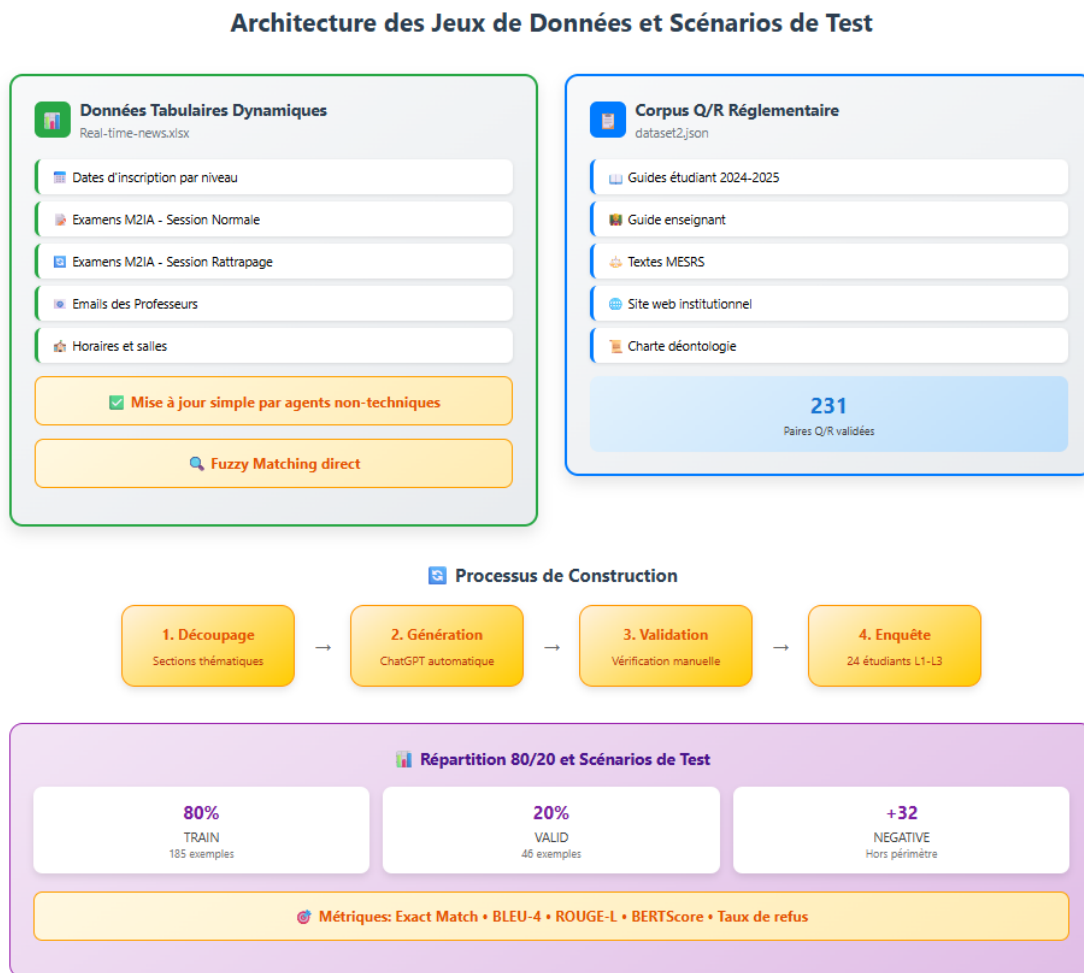 Architecture des Jeux de Données et Scénarios de Test
Données Tabulaires Dynamiques
Real-time-news.xlsx
Dates d'inscription par niveau
Examens M2IA - Session Normale
Examens M2IA - Session Rattrapage
Emails des Professeurs
Horaires et salles
Mise à jour simple par agents non-techniques
Fuzzy Matching direct
Corpus Q/R Réglementaire
dataset2.json
Guides étudiant 2024-2025
Guide enseignant
Textes MESRS
Site web institutionnel
Charte déontologie
231
Paires Q/R validées
Processus de Construction
1. Découpage
Sections thématiques
→
2. Génération
ChatGPT automatique
→
3. Validation
Vérification manuelle
→
4. Enquête
24 étudiants L1-L3
Répartition 80/20 et Scénarios de Test
80%
TRAIN
185 exemples
20%
VALID
46 exemples
+32
NEGATIVE
Hors périmètre
Métriques: Exact Match • BLEU-4 • ROUGE-L • BERTScore • Taux de refus